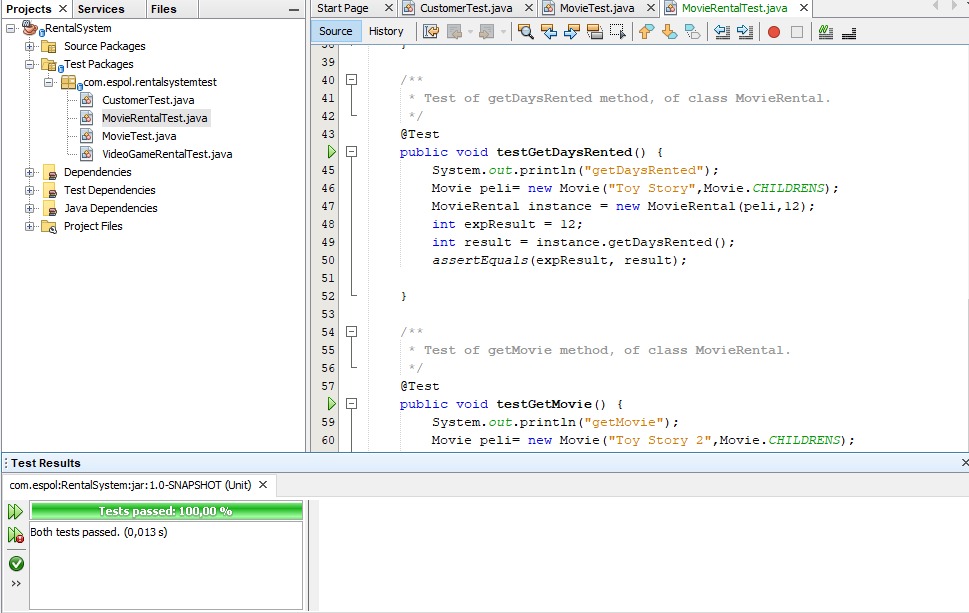 Projects
Services
Files
RentalSystem
Source Packages
Test Packages
com.espol.rentalsystemtest
CustomerTest.java
MovieRentalTest.java
MovieTest.java
VideoGameRentalTest.java
Dependencies
Test Dependencies
Java Dependencies
Project Files
Start Page
CustomerTest.java
MovieTest.java
MovieRentalTest.java
Source
History
38 }
39
40 /**
41 * Test of getDaysRented method, of class MovieRental.
42 */
43 @Test
public void testGetDaysRented() {
45 System.out.println("getDaysRented");
46 Movie peli= new Movie("Toy Story",Movie.CHILDRENS);
47 MovieRental instance = new MovieRental(peli,12);
48 int expResult = 12;
49 int result = instance.getDaysRented();
50 assertEquals(expResult, result);
51
52 }
53
54 /**
55 * Test of getMovie method, of class MovieRental.
56 */
57 @Test
public void testGetMovie() {
59 System.out.println("getMovie");
60 Movie peli= new Movie("Toy Story 2",Movie.CHILDRENS);
Test Results
com.espol:RentalSystem:jar:1.0-SNAPSHOT (Unit)
Tests passed: 100,00 %
Both tests passed. (0,013 s)
>>